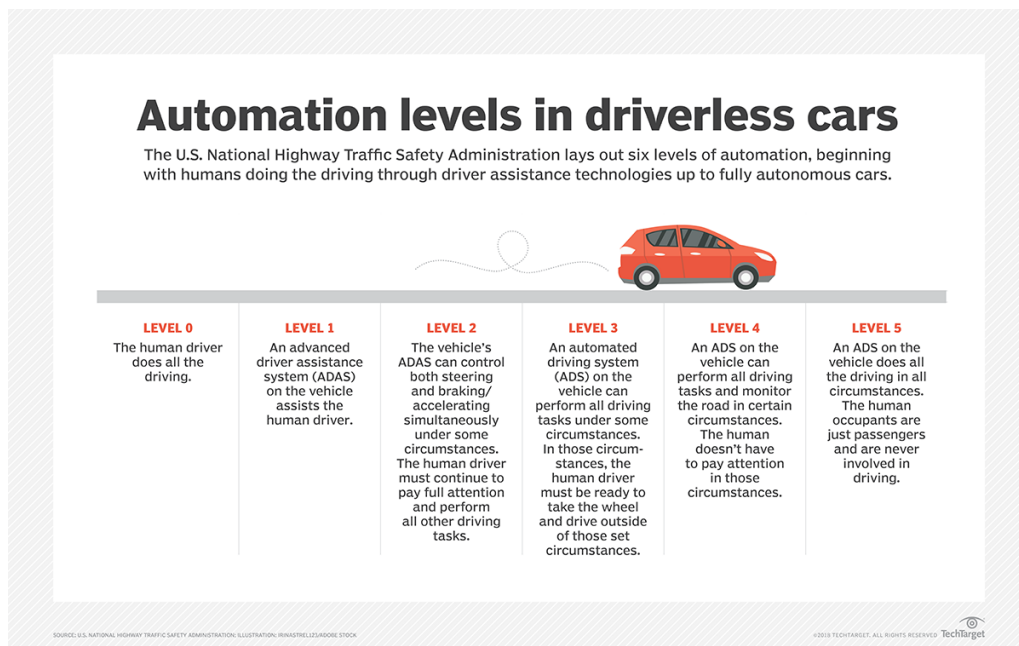 Automation levels in driverless cars
The U.S. National Highway Traffic Safety Administration lays out six levels of automation, beginning
with humans doing the driving through driver assistance technologies up to fully autonomous cars.
LEVEL 0
The human driver
does all the
driving.
LEVEL 1
An advanced
driver assistance
system (ADAS)
on the vehicle
assists the
human driver.
LEVEL 2
The vehicle's
ADAS can control
both steering
and braking/
accelerating
simultaneously
under some
circumstances.
The human driver
must continue to
pay full attention
and perform
all other driving
tasks.
LEVEL 3
An automated
driving system
(ADS) on the
vehicle can
perform all driving
tasks under some
circumstances.
In those circum-
stances, the
human driver
must be ready to
take the wheel
and drive outside
of those set
circumstances.
LEVEL 4
An ADS on the
vehicle can
perform all driving
tasks and monitor
the road in certain
circumstances.
The human
doesn't have
to pay attention
in those
circumstances.
LEVEL 5
An ADS on the
vehicle does all
the driving in all
circumstances.
The human
occupants are
just passengers
and are never
involved in
driving.
SOURCE: U.S. NATIONAL HIGHWAY TRAFFIC SAFETY ADMINISTRATION; ILLUSTRATION: IRINASTREL123/ADOBE STOCK
©2019 TECHTARGET. ALL RIGHTS RESERVED TechTarget